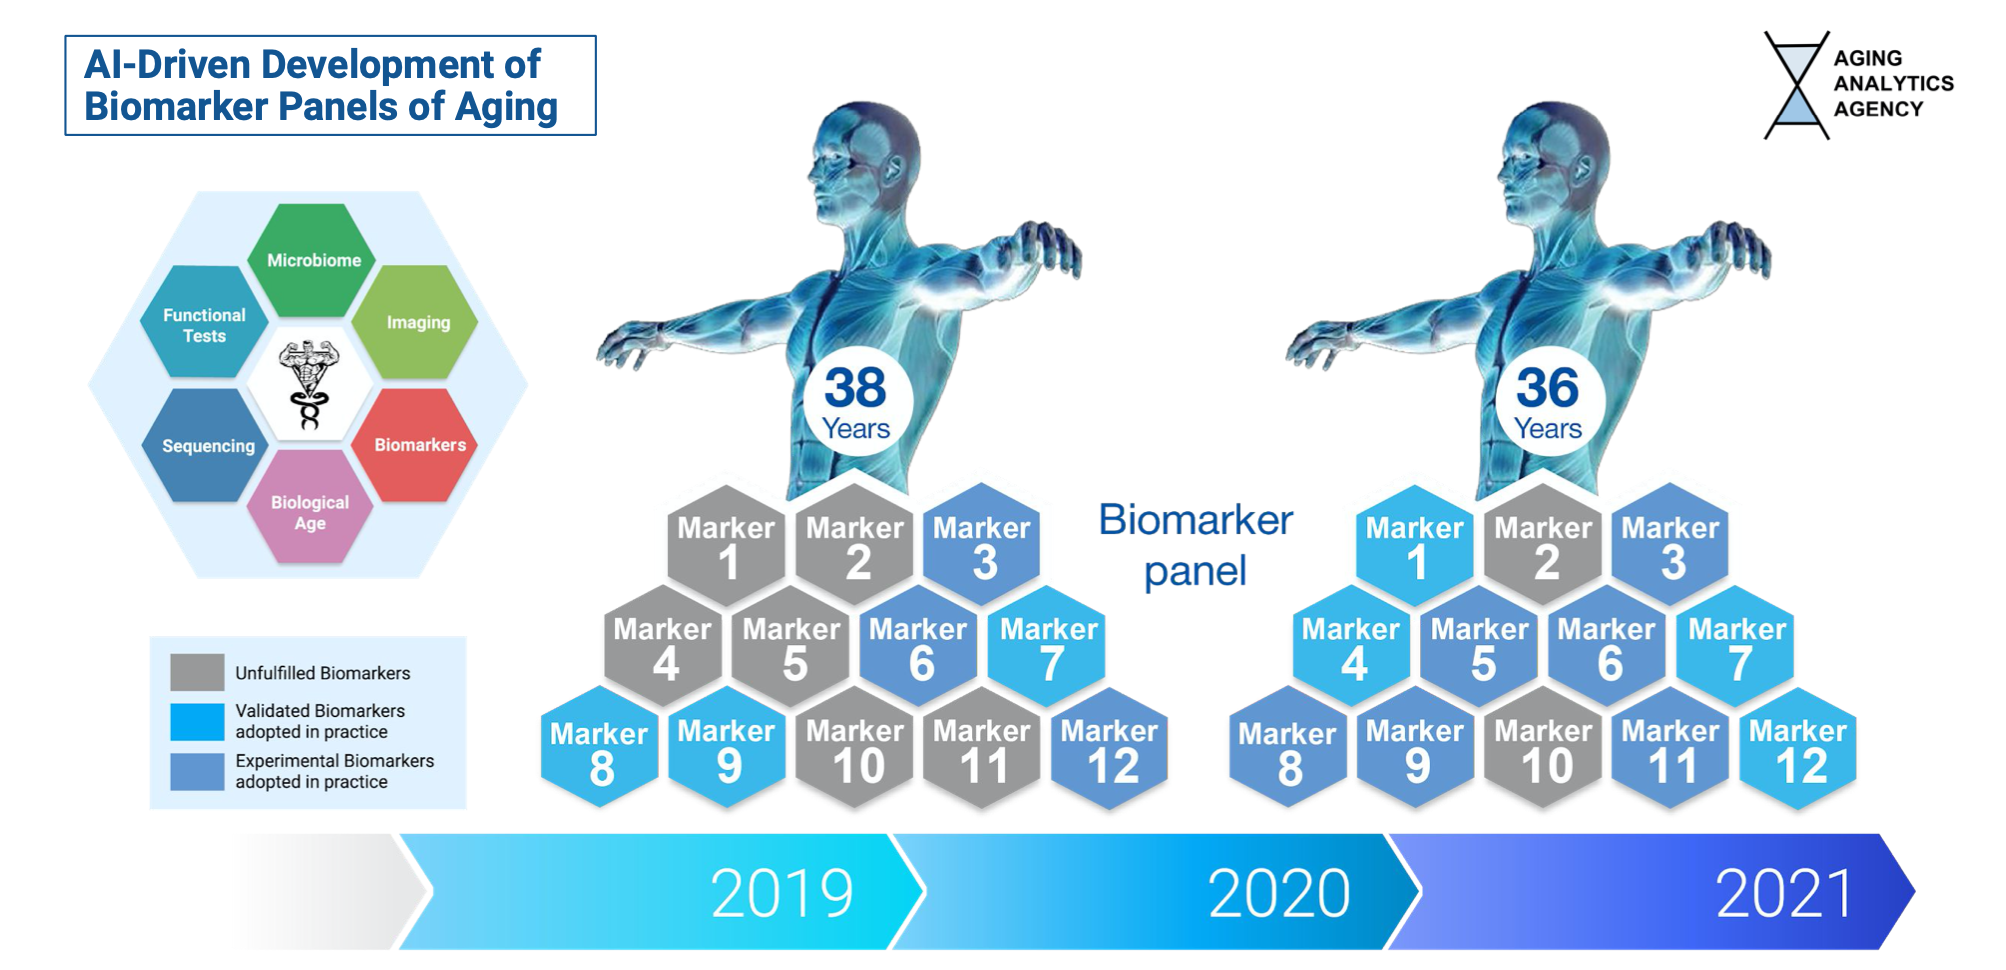 AI-Driven Development of
Biomarker Panels of Aging
AGING
ANALYTICS
AGENCY
Microbiome
Functional
Tests
Imaging
Sequencing
Biomarkers
Biological
Age
Unfulfilled Biomarkers
Validated Biomarkers
adopted in practice
Experimental Biomarkers
adopted in practice
38
Years
Marker
1
Marker
2
Marker
3
Marker
4
Marker
5
Marker
6
Marker
7
Marker
8
Marker
9
Marker
10
Marker
11
Marker
12
Biomarker
panel
36
Years
Marker
1
Marker
2
Marker
3
Marker
4
Marker
5
Marker
6
Marker
7
Marker
8
Marker
9
Marker
10
Marker
11
Marker
12
2019
2020
2021